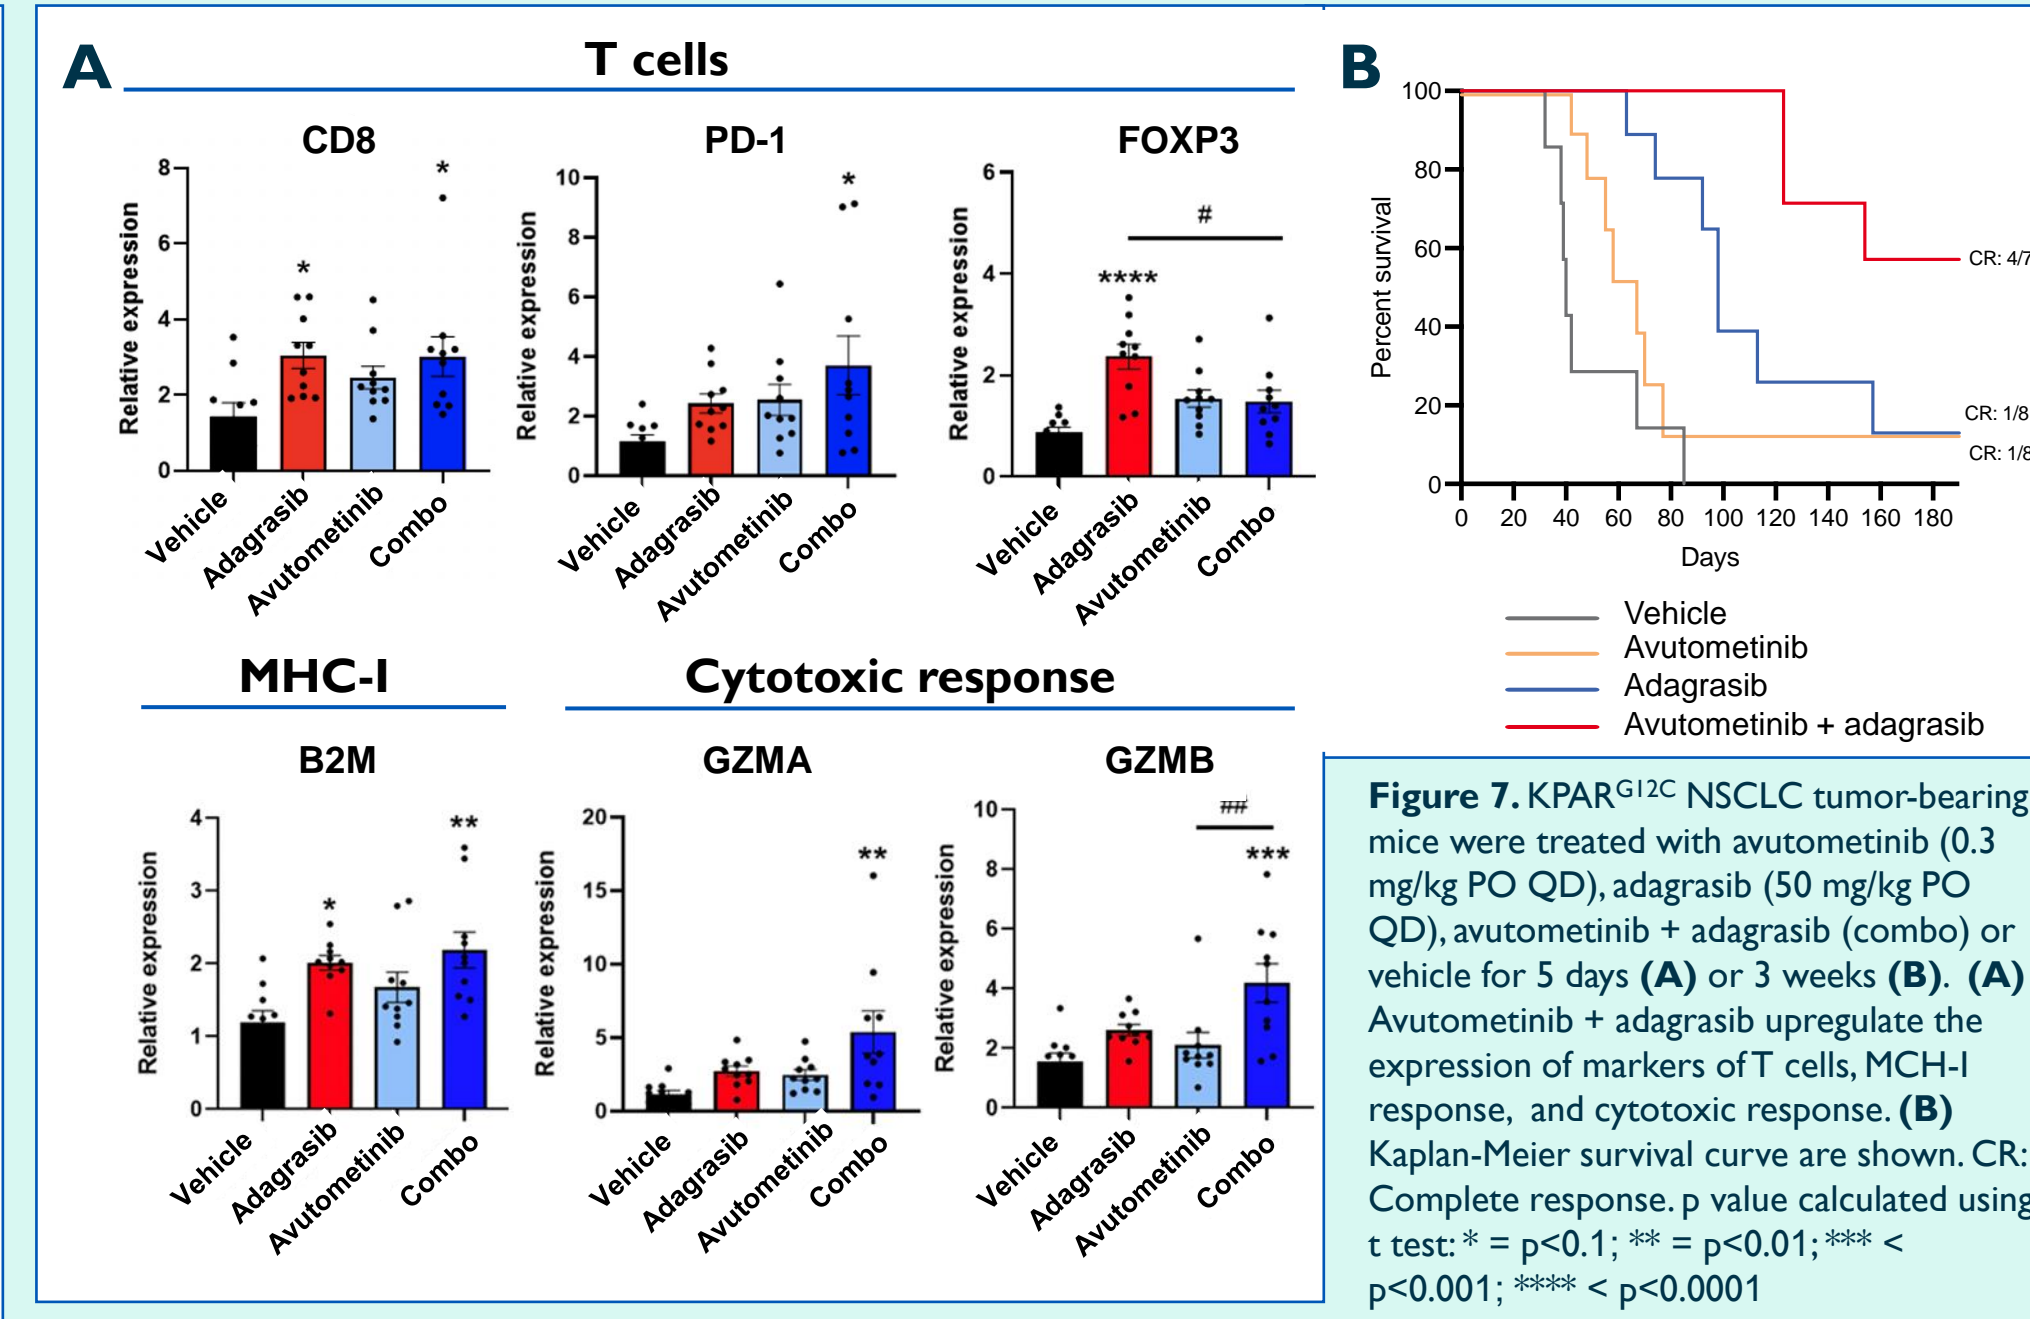 A
T cells
CD8
Relative expression
8
6
4
2
0
*
*
Vehicle
Adagrasib
Avutometinib
Combo
PD-1
Relative expression
10
8
6
4
2
0
*
Vehicle
Adagrasib
Avutometinib
Combo
FOXP3
Relative expression
6
4
2
0
****
#
Vehicle
Adagrasib
Avutometinib
Combo
MHC-I
B2M
Relative expression
4
3
2
1
0
*
**
Vehicle
Adagrasib
Avutometinib
Combo
Cytotoxic response
GZMA
Relative expression
20
15
10
5
0
**
Vehicle
Adagrasib
Avutometinib
Combo
GZMB
Relative expression
10
8
6
4
2
0
##
***
Vehicle
Adagrasib
Avutometinib
Combo
B
Percent survival
100
80
60
40
20
0
0 20 40 60 80 100 120 140 160 180
Days
CR: 4/7
CR: 1/8
CR: 1/8
Vehicle
Avutometinib
Adagrasib
Avutometinib + adagrasib
Figure 7. KPARG12C NSCLC tumor-bearing
mice were treated with avutometinib (0.3
mg/kg PO QD), adagrasib (50 mg/kg PO
QD), avutometinib + adagrasib (combo) or
vehicle for 5 days (A) or 3 weeks (B). (A)
Avutometinib + adagrasib upregulate the
expression of markers of T cells, MCH-I
response, and cytotoxic response. (B)
Kaplan-Meier survival curve are shown. CR:
Complete response. p value calculated using
t test: * = p<0.1; ** = p<0.01; *** <
p<0.001; **** < p<0.0001